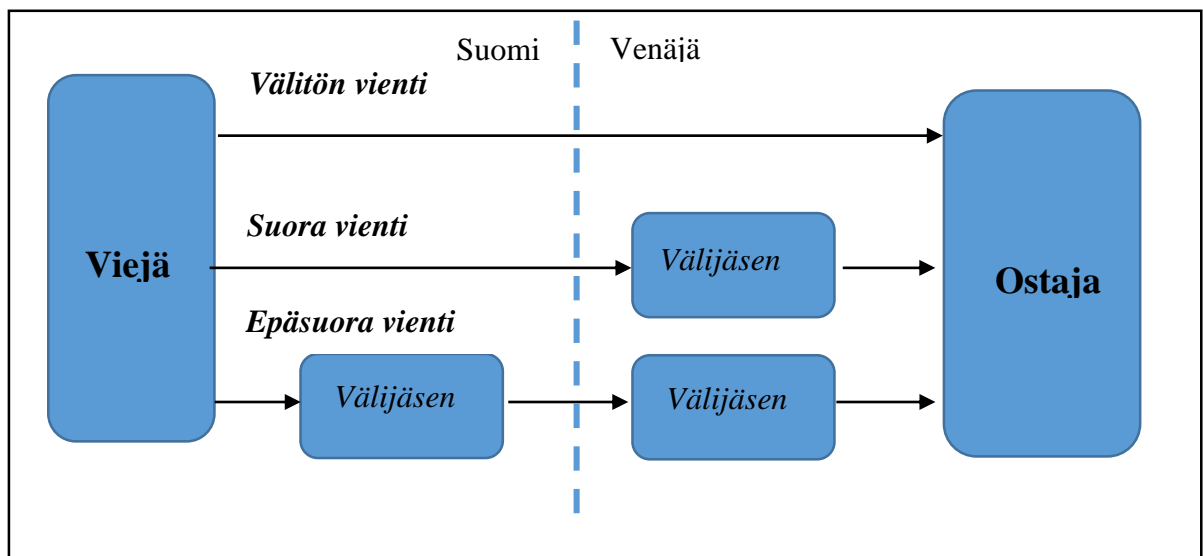 Suomi
Venäjä
Välitön vienti
Suora vienti
Viejä
Välijäsen
Ostaja
Epäsuora vienti
Välijäsen
Välijäsen